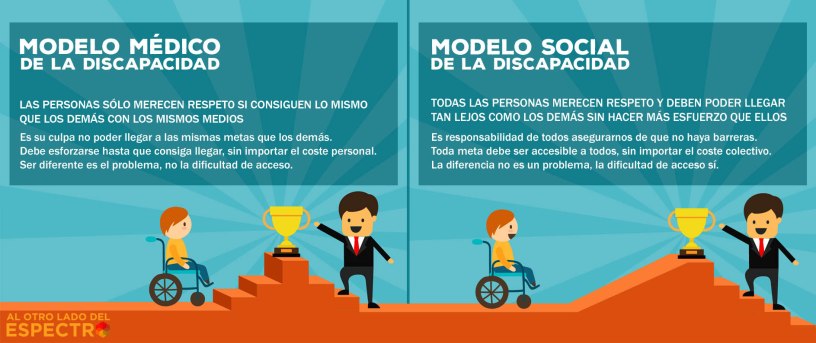 MODELO MÉDICO
DE LA DISCAPACIDAD
LAS PERSONAS SÓLO MERECEN RESPETO SI CONSIGUEN LO MISMO
QUE LOS DEMÁS CON LOS MISMOS MEDIOS
Es su culpa no poder llegar a las mismas metas que los demás.
Debe esforzarse hasta que consiga llegar, sin importar el coste personal.
Ser diferente es el problema, no la dificultad de acceso.
MODELO SOCIAL
DE LA DISCAPACIDAD
TODAS LAS PERSONAS MERECEN RESPETO Y DEBEN PODER LLEGAR
TAN LEJOS COMO LOS DEMÁS SIN HACER MÁS ESFUERZO QUE ELLOS
Es responsabilidad de todos asegurarnos de que no haya barreras.
Toda meta debe ser accesible a todos, sin importar el coste colectivo.
La diferencia no es un problema, la dificultad de acceso sí.
AL OTRO LADO DEL
ESPECTRO